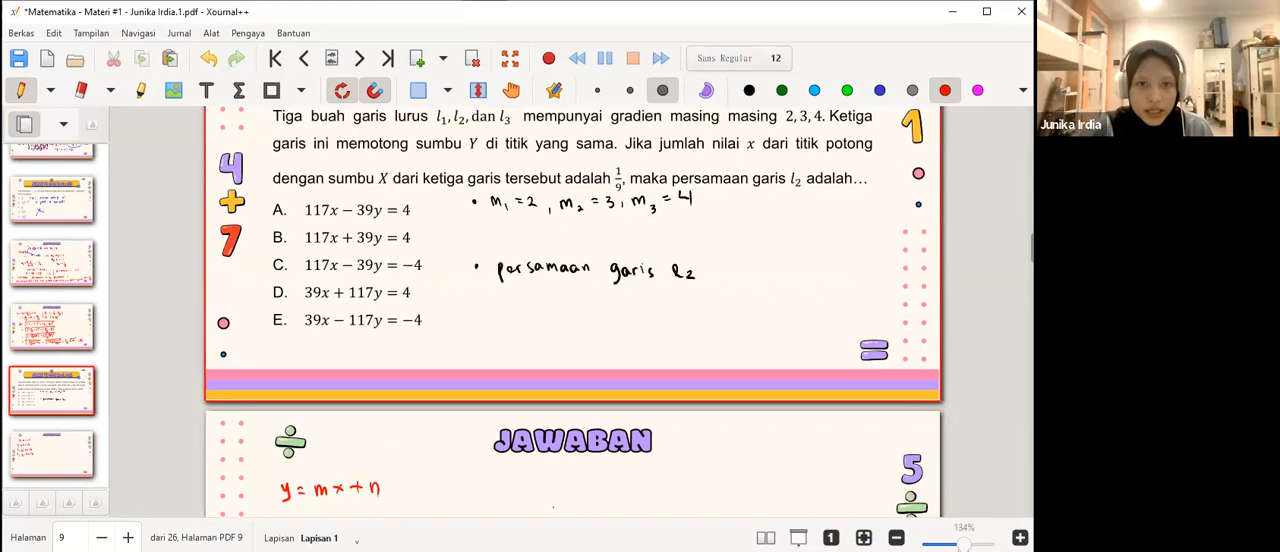 *Matematika - Materi #1 - Junika Irdia.1.pdf - Xournal++
Berkas Edit Tampilan Navigasi Jurnal Alat Pengaya Bantuan
Sans Regular 12
Junika Irdia
Tiga buah garis lurus l₁, l₂, dan l₃ mempunyai gradien masing masing 2, 3, 4. Ketiga
garis ini memotong sumbu Y di titik yang sama. Jika jumlah nilai x dari titik potong
dengan sumbu X dari ketiga garis tersebut adalah 1/9, maka persamaan garis l₂ adalah...
• m₁ = 2, m₂ = 3, m₃ = 4
A. 117x − 39y = 4
B. 117x + 39y = 4
C. 117x − 39y = −4
• persamaan garis l₂
D. 39x + 117y = 4
E. 39x − 117y = −4
1
4
+
7
=
÷
JAWABAN
5
÷
y = mx + n
Halaman 9 dari 26, Halaman PDF 9 Lapisan Lapisan 1
1
134%